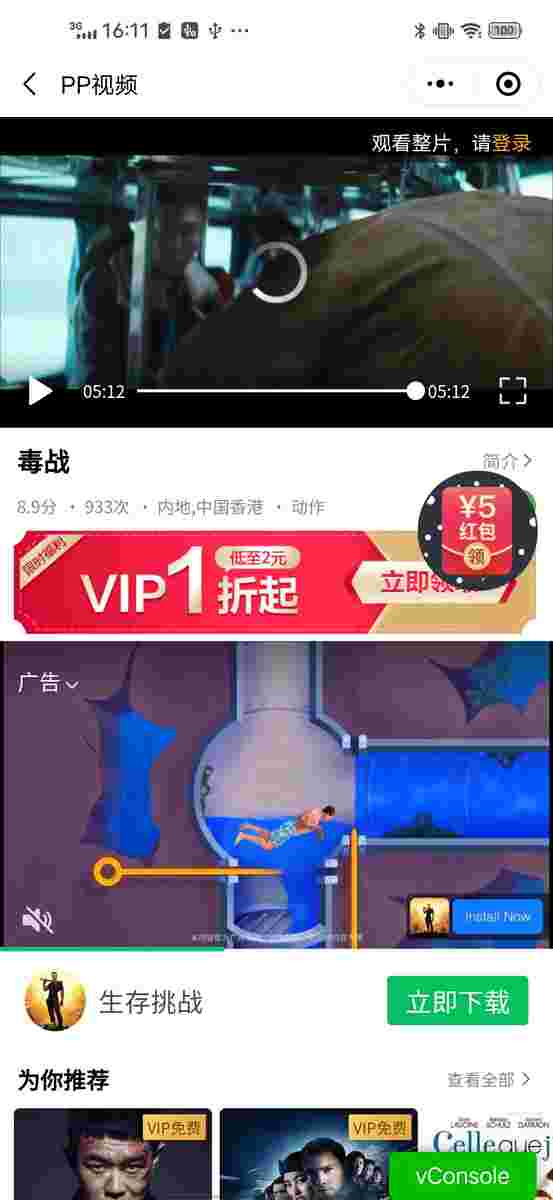 3G 16:11 100
PP视频
观看整片，请登录
05:12 05:12
毒战 简介
8.9分 · 933次 · 内地,中国香港 · 动作
¥5
红包
领
限时福利
低至2元
VIP1折起
立即领
广告
Install Now
生存挑战 立即下载
为你推荐 查看全部
VIP免费 VIP免费
vConsole